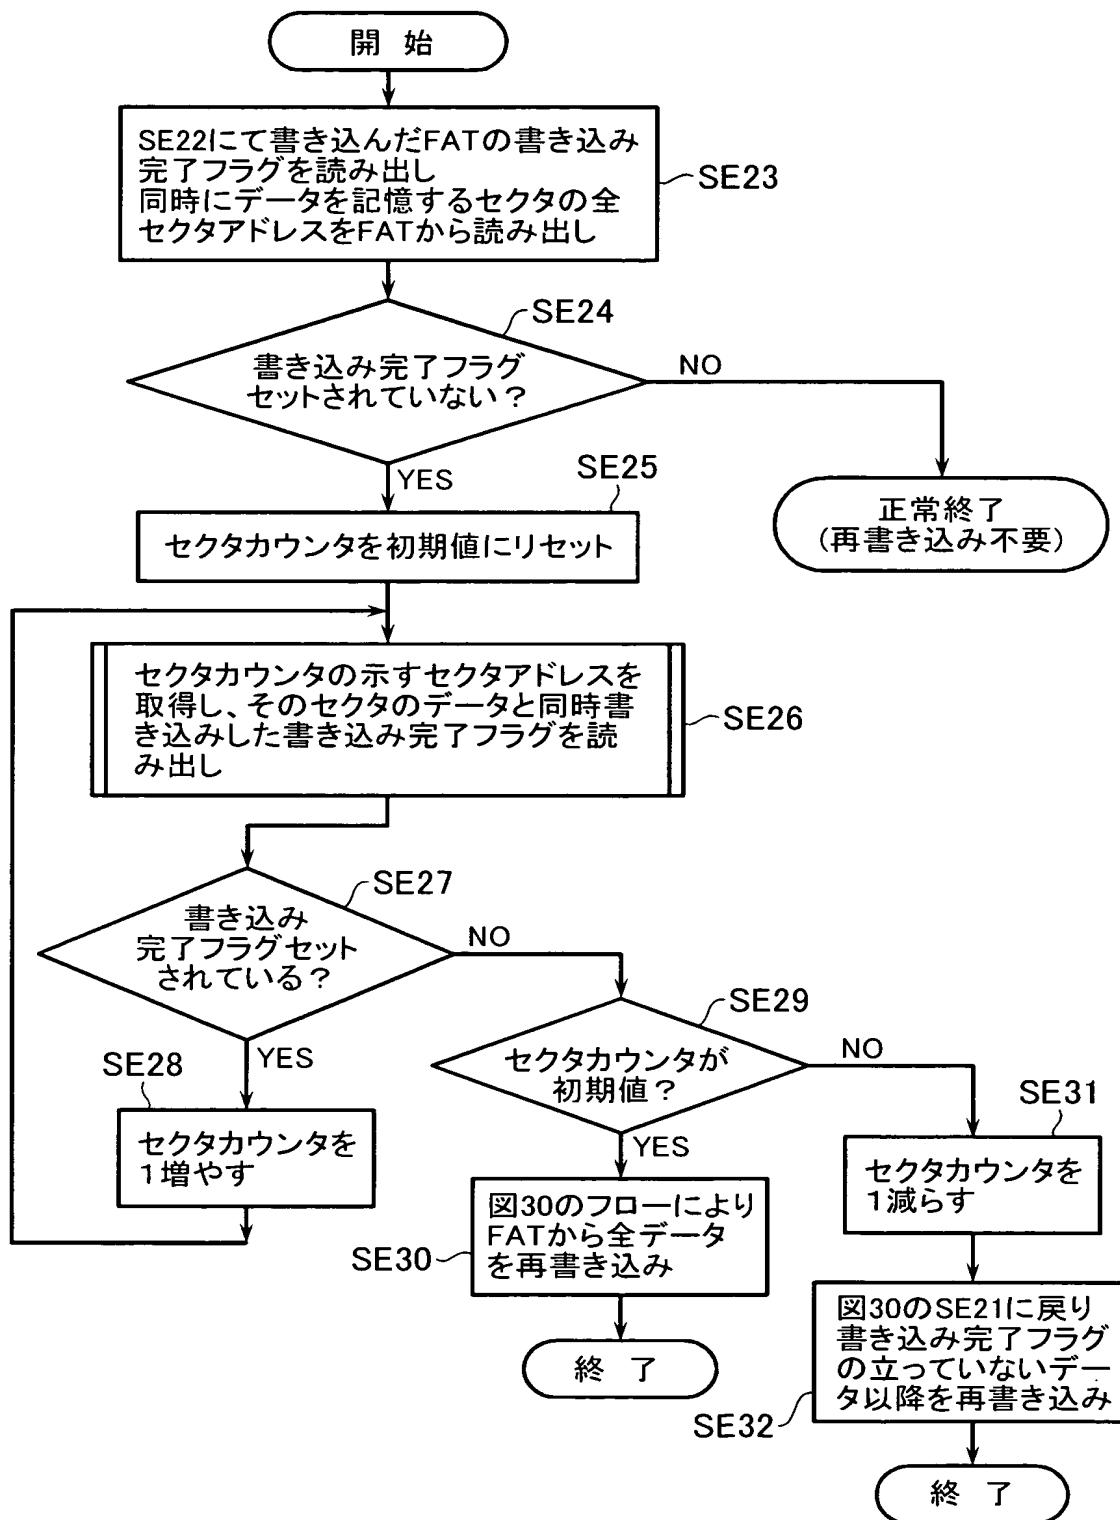 開 始
SE22にて書き込んだFATの書き込み
完了フラグを読み出し
同時にデータを記憶するセクタの全
セクタアドレスをFATから読み出し
SE23
SE24
書き込み完了フラグ
セットされていない？
NO
YES
正常終了
(再書き込み不要)
SE25
セクタカウンタを初期値にリセット
セクタカウンタの示すセクタアドレスを
取得し、そのセクタのデータと同時書
き込みした書き込み完了フラグを読
み出し
SE26
SE27
書き込み
完了フラグセット
されている？
NO
YES
SE28
セクタカウンタを
1増やす
SE29
セクタカウンタが
初期値？
NO
YES
図30のフローにより
FATから全データ
を再書き込み
SE30
終 了
SE31
セクタカウンタを
1減らす
図30のSE21に戻り
書き込み完了フラグ
の立っていないデー
タ以降を再書き込み
SE32
終 了